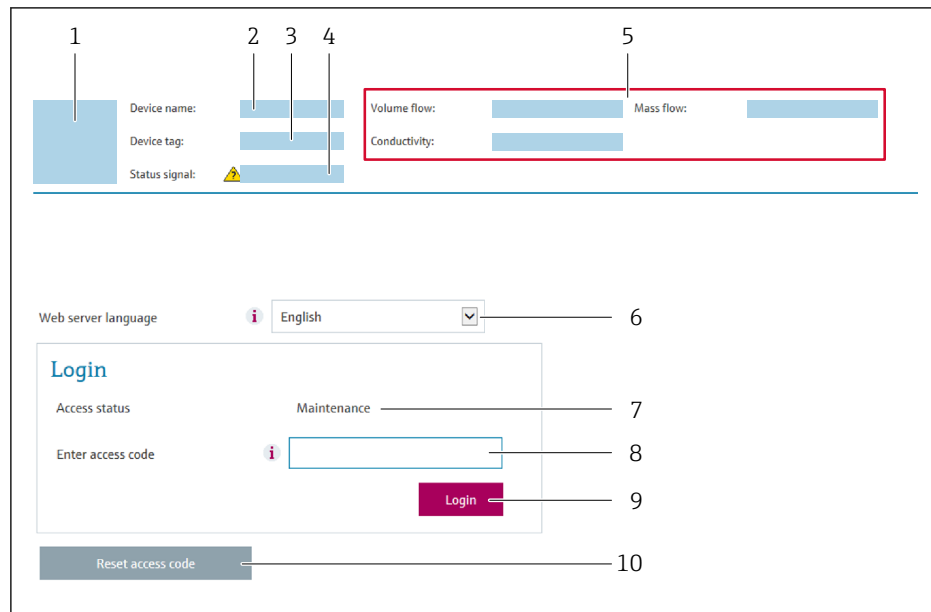 1 2 3 4 5
Device name: Volume flow: Mass flow:
Device tag: Conductivity:
Status signal: ?
Web server language i English 6
Login
Access status Maintenance 7
Enter access code i 8
Login 9
Reset access code 10